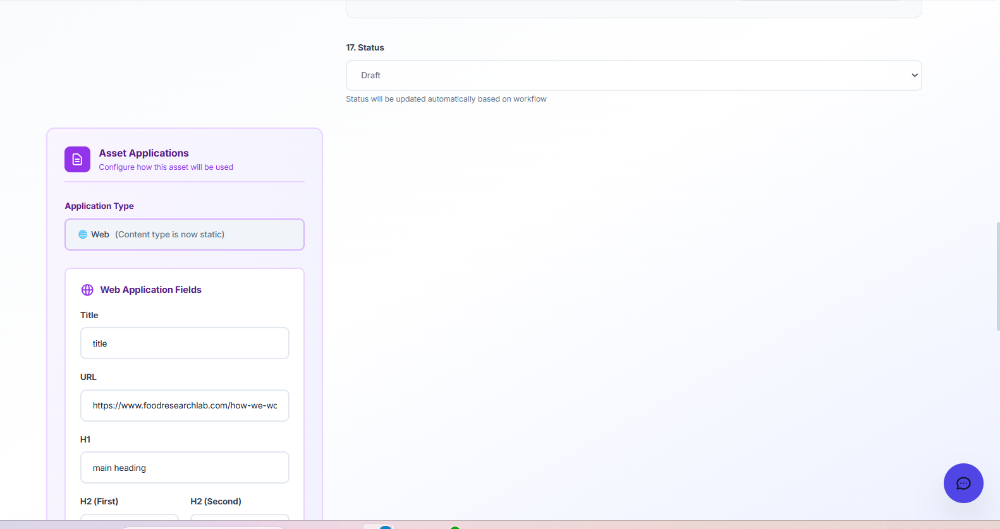 17. Status
Draft
Status will be updated automatically based on workflow
Asset Applications
Configure how this asset will be used
Application Type
Web (Content type is now static)
Web Application Fields
Title
title
URL
https://www.foodresearchlab.com/how-we-wo
H1
main heading
H2 (First)
H2 (Second)